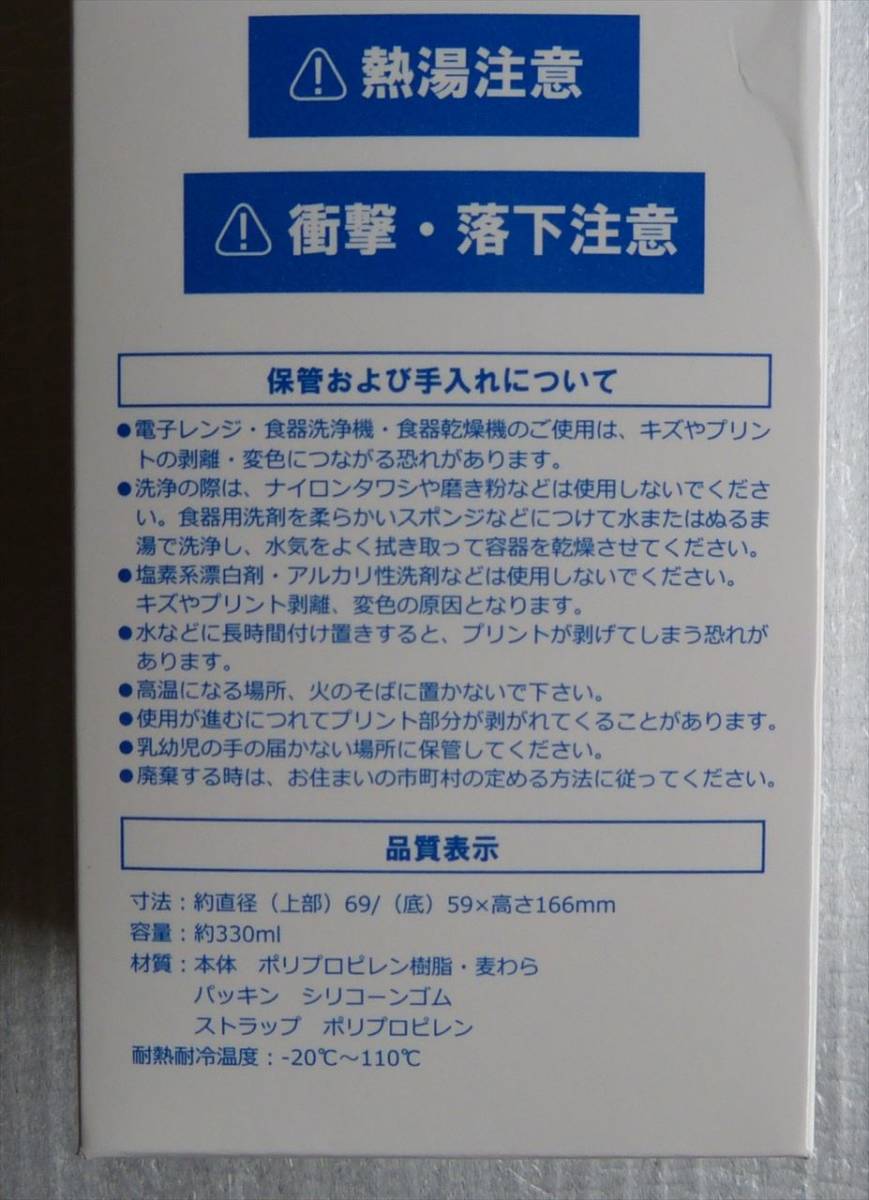 熱湯注意
衝撃・落下注意
保管および手入れについて
●電子レンジ・食器洗浄機・食器乾燥機のご使用は、キズやプリン
トの剥離・変色につながる恐れがあります。
●洗浄の際は、ナイロンタワシや磨き粉などは使用しないでくださ
い。食器用洗剤を柔らかいスポンジなどにつけて水またはぬるま
湯で洗浄し、水気をよく拭き取って容器を乾燥させてください。
●塩素系漂白剤・アルカリ性洗剤などは使用しないでください。
キズやプリント剥離、変色の原因となります。
●水などに長時間付け置きすると、プリントが剥げてしまう恐れが
あります。
●高温になる場所、火のそばに置かないで下さい。
●使用が進むにつれてプリント部分が剥がれてくることがあります。
●乳幼児の手の届かない場所に保管してください。
●廃棄する時は、お住まいの市町村の定める方法に従ってください。
品質表示
寸法：約直径（上部）69/（底）59×高さ166mm
容量：約330ml
材質：本体　ポリプロピレン樹脂・麦わら
パッキン　シリコーンゴム
ストラップ　ポリプロピレン
耐熱耐冷温度：-20℃～110℃